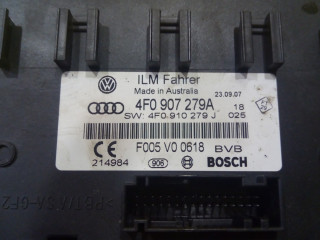 ILM Fahrer
Made in Australia
23.09.07
4F0 907 279A 18
SW: 4F0 910 279 J 025
F005 V0 0618 BVB
214984 906 BOSCH